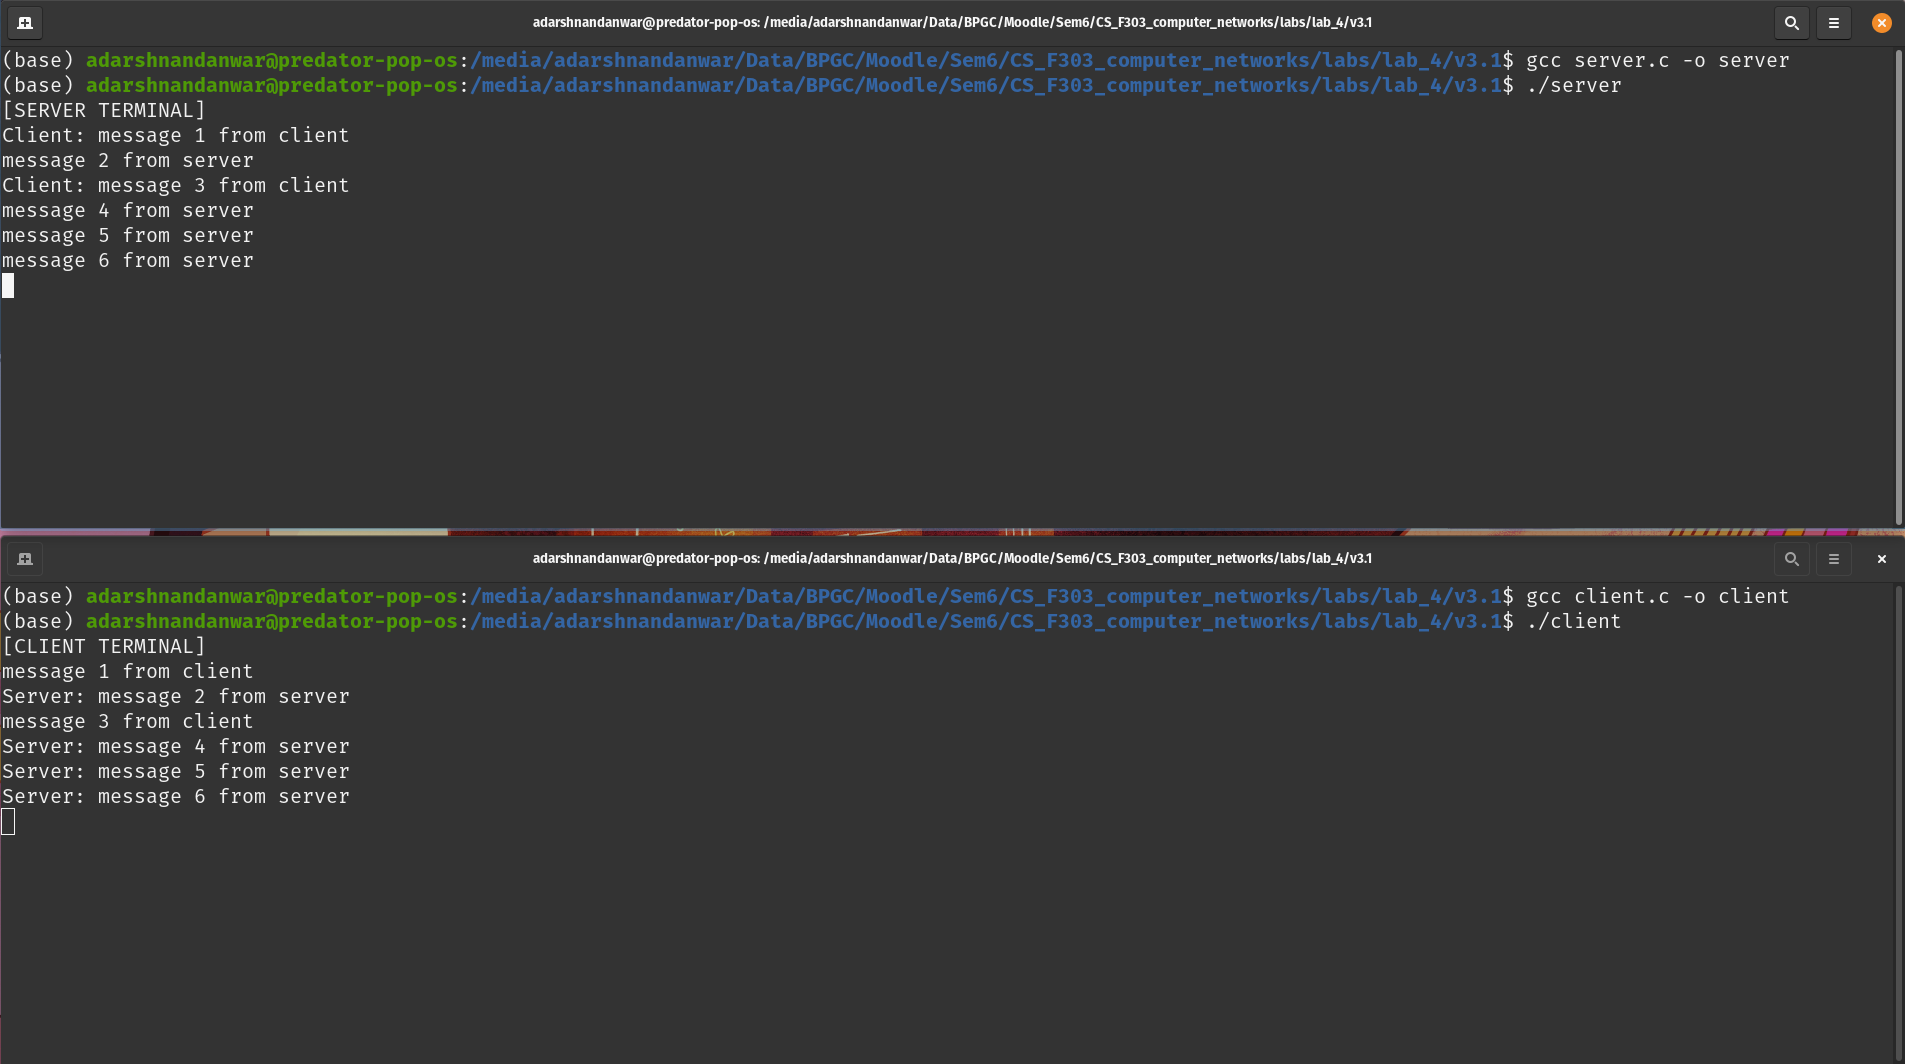 adarshnandanwar@predator-pop-os: /media/adarshnandanwar/Data/BPGC/Moodle/Sem6/CS_F303_computer_networks/labs/lab_4/v3.1
(base) adarshnandanwar@predator-pop-os:/media/adarshnandanwar/Data/BPGC/Moodle/Sem6/CS_F303_computer_networks/labs/lab_4/v3.1$ gcc server.c -o server
(base) adarshnandanwar@predator-pop-os:/media/adarshnandanwar/Data/BPGC/Moodle/Sem6/CS_F303_computer_networks/labs/lab_4/v3.1$ ./server
[SERVER TERMINAL]
Client: message 1 from client
message 2 from server
Client: message 3 from client
message 4 from server
message 5 from server
message 6 from server
adarshnandanwar@predator-pop-os: /media/adarshnandanwar/Data/BPGC/Moodle/Sem6/CS_F303_computer_networks/labs/lab_4/v3.1
(base) adarshnandanwar@predator-pop-os:/media/adarshnandanwar/Data/BPGC/Moodle/Sem6/CS_F303_computer_networks/labs/lab_4/v3.1$ gcc client.c -o client
(base) adarshnandanwar@predator-pop-os:/media/adarshnandanwar/Data/BPGC/Moodle/Sem6/CS_F303_computer_networks/labs/lab_4/v3.1$ ./client
[CLIENT TERMINAL]
message 1 from client
Server: message 2 from server
message 3 from client
Server: message 4 from server
Server: message 5 from server
Server: message 6 from server